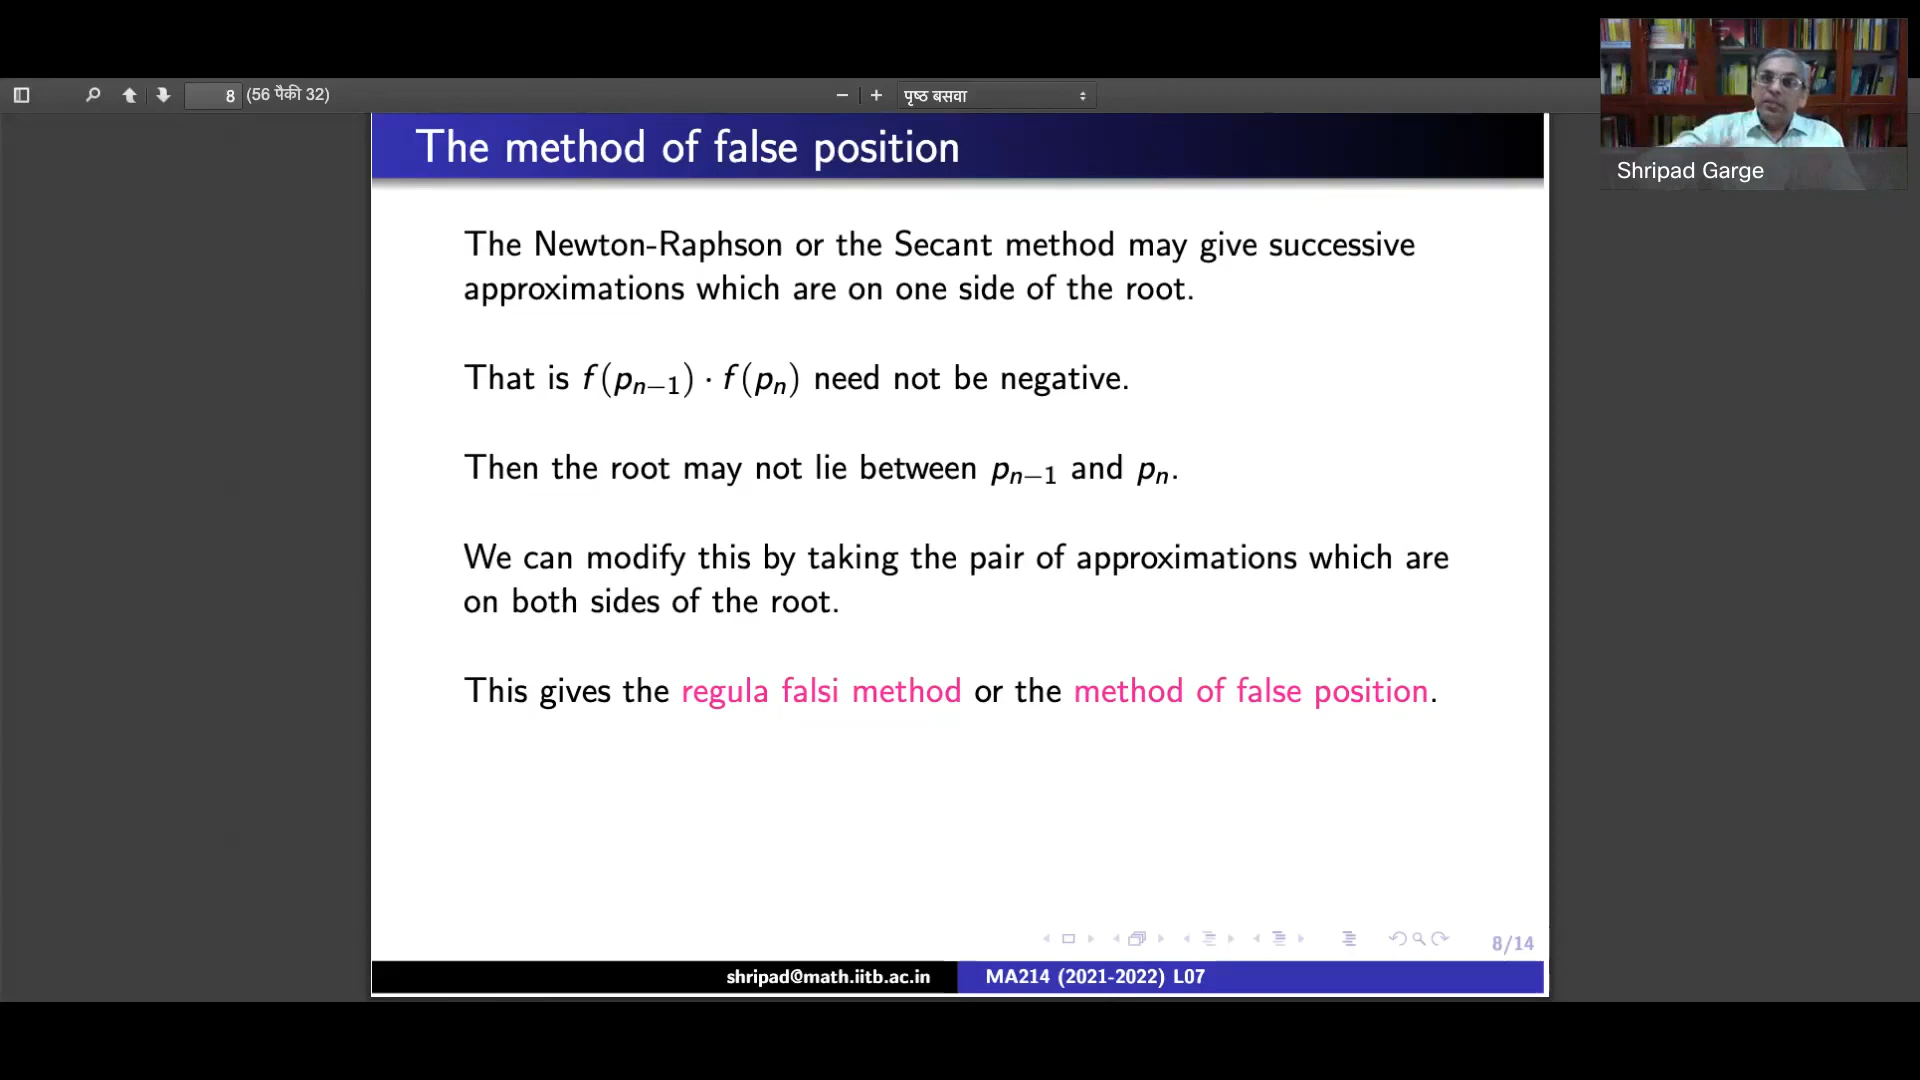 8 (56 पैकी 32)
− + पृष्ठ बसवा
Shripad Garge
The method of false position
The Newton-Raphson or the Secant method may give successive
approximations which are on one side of the root.
That is f(pₙ₋₁) · f(pₙ) need not be negative.
Then the root may not lie between pₙ₋₁ and pₙ.
We can modify this by taking the pair of approximations which are
on both sides of the root.
This gives the regula falsi method or the method of false position.
8/14
shripad@math.iitb.ac.in MA214 (2021-2022) L07